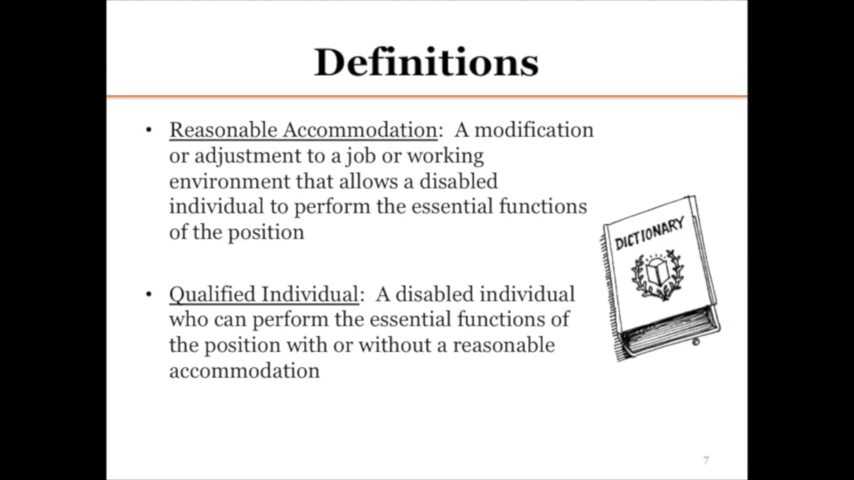 Definitions
• Reasonable Accommodation: A modification
or adjustment to a job or working
environment that allows a disabled
individual to perform the essential functions
of the position
DICTIONARY
• Qualified Individual: A disabled individual
who can perform the essential functions of
the position with or without a reasonable
accommodation
7